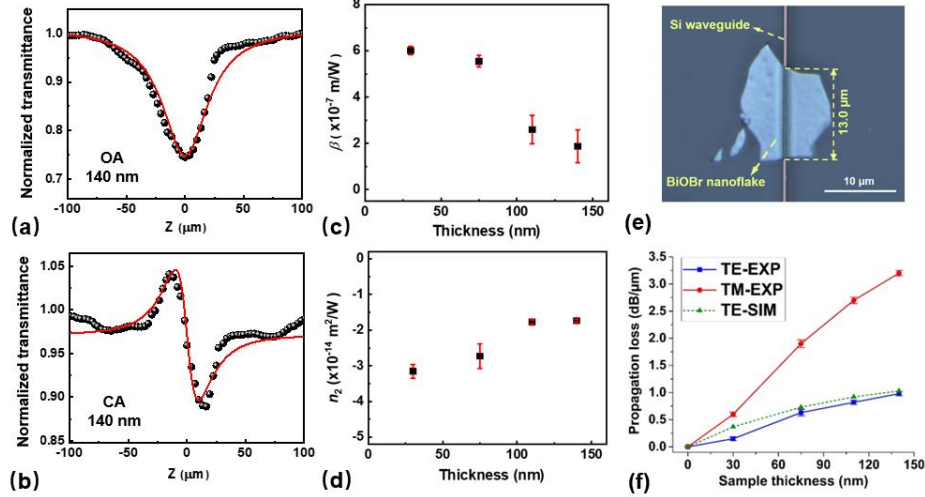 Normalized transmittance
1.0
0.9
0.8
0.7
OA
140 nm
-100
-50
0
50
100
Z (μm)
(a)
Normalized transmittance
1.05
1.00
0.95
0.90
0.85
CA
140 nm
-100
-50
0
50
100
Z (μm)
(b)
β (×10⁻⁷ m/W)
8
6
4
2
0
0
50
100
150
Thickness (nm)
(c)
n₂ (x10⁻¹⁴ m²/W)
0
-1
-2
-3
-4
-5
0
50
100
150
Thickness (nm)
(d)
Si waveguide
13.0 μm
BiOBr nanoflake
10 μm
(e)
Propagation loss (dB/μm)
3.5
3.0
2.5
2.0
1.5
1.0
0.5
0.0
TE-EXP
TM-EXP
TE-SIM
0
30
60
90
120
150
Sample thickness (nm)
(f)